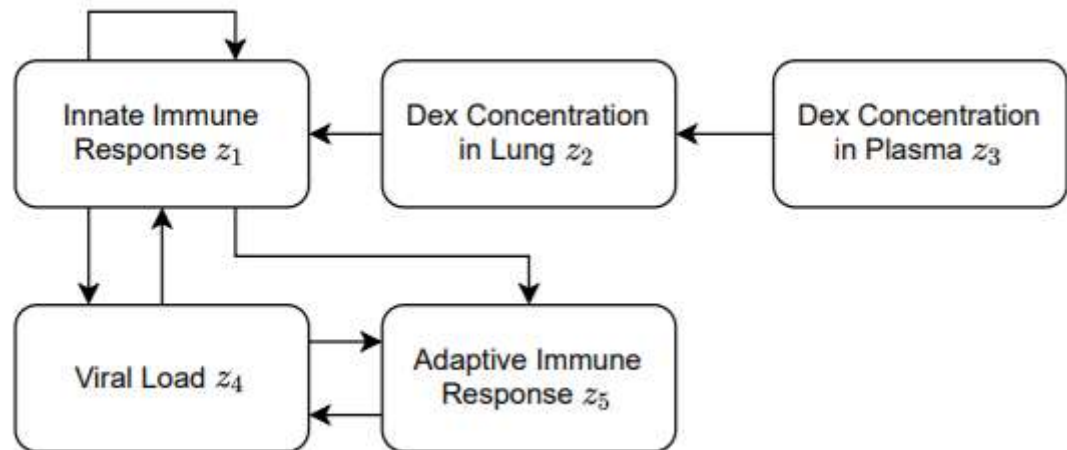 Innate Immune
Response z₁
Dex Concentration
in Lung z₂
Dex Concentration
in Plasma z₃
Viral Load z₄
Adaptive Immune
Response z₅